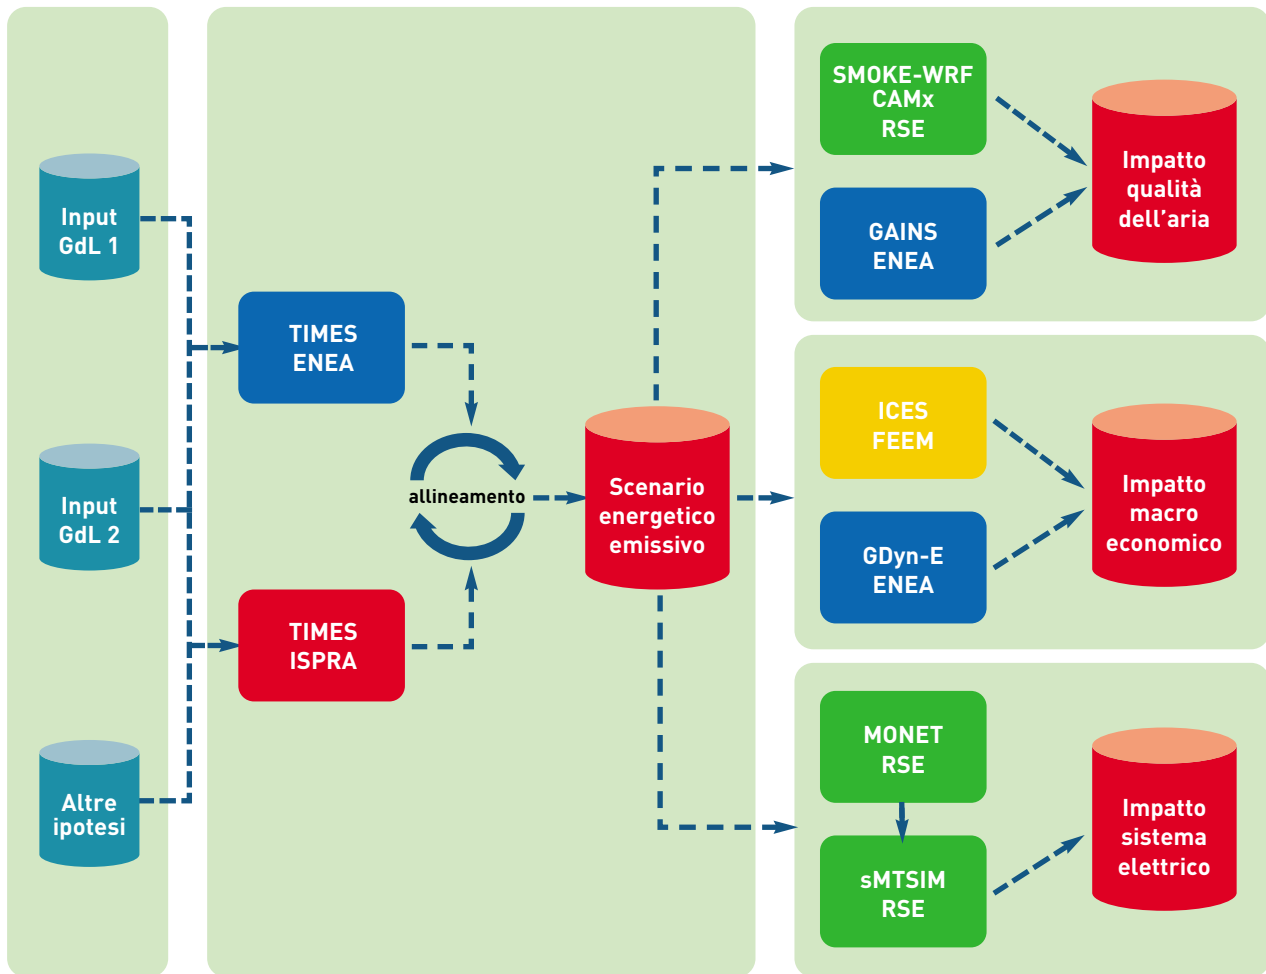 Input
GdL 1
Input
GdL 2
Altre
ipotesi
TIMES
ENEA
TIMES
ISPRA
allineamento
Scenario
energetico
emissivo
SMOKE-WRF
CAMx
RSE
GAINS
ENEA
Impatto
qualità
dell'aria
ICES
FEEM
GDyn-E
ENEA
Impatto
macro
economico
MONET
RSE
sMTSIM
RSE
Impatto
sistema
elettrico